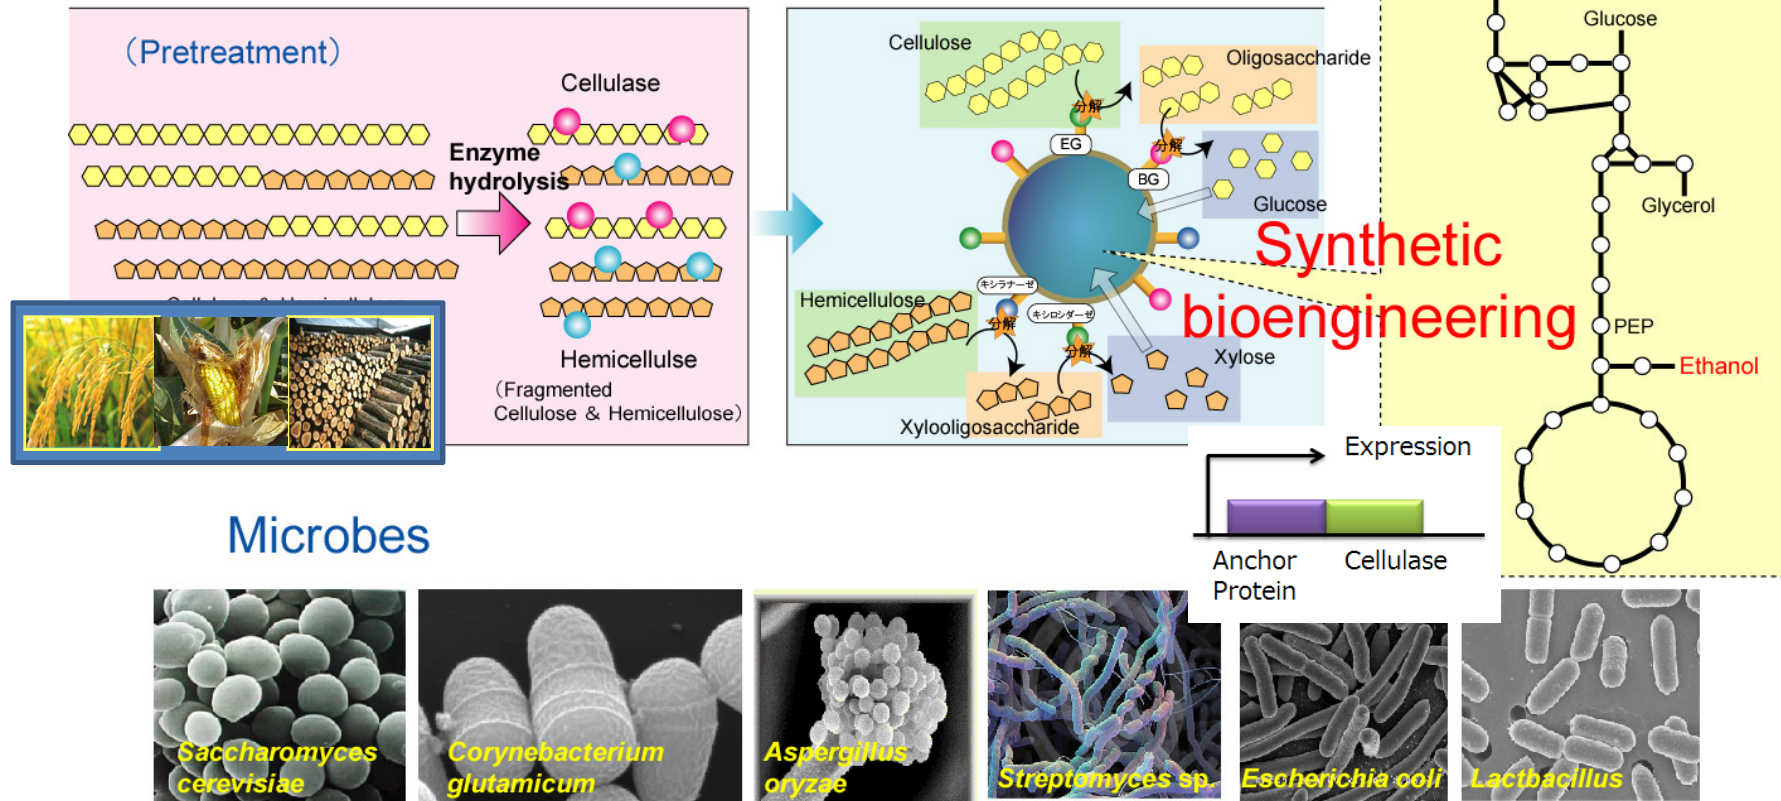 （Pretreatment）
Cellulase
Enzyme
hydrolysis
Hemicellulse
（Fragmented
Cellulose & Hemicellulose）
Cellulose
Oligosaccharide
分解
EG
分解
BG
Glucose
キシラナーゼ
キシロシダーゼ
Hemicellulose
分解
分解
Xylose
Xylooligosaccharide
Synthetic
bioengineering
Glucose
Glycerol
PEP
Ethanol
Expression
Anchor
Protein
Cellulase
Microbes
Saccharomyces
cerevisiae
Corynebacterium
glutamicum
Aspergillus
oryzae
Streptomyces sp.
Escherichia coli
Lactbacillus